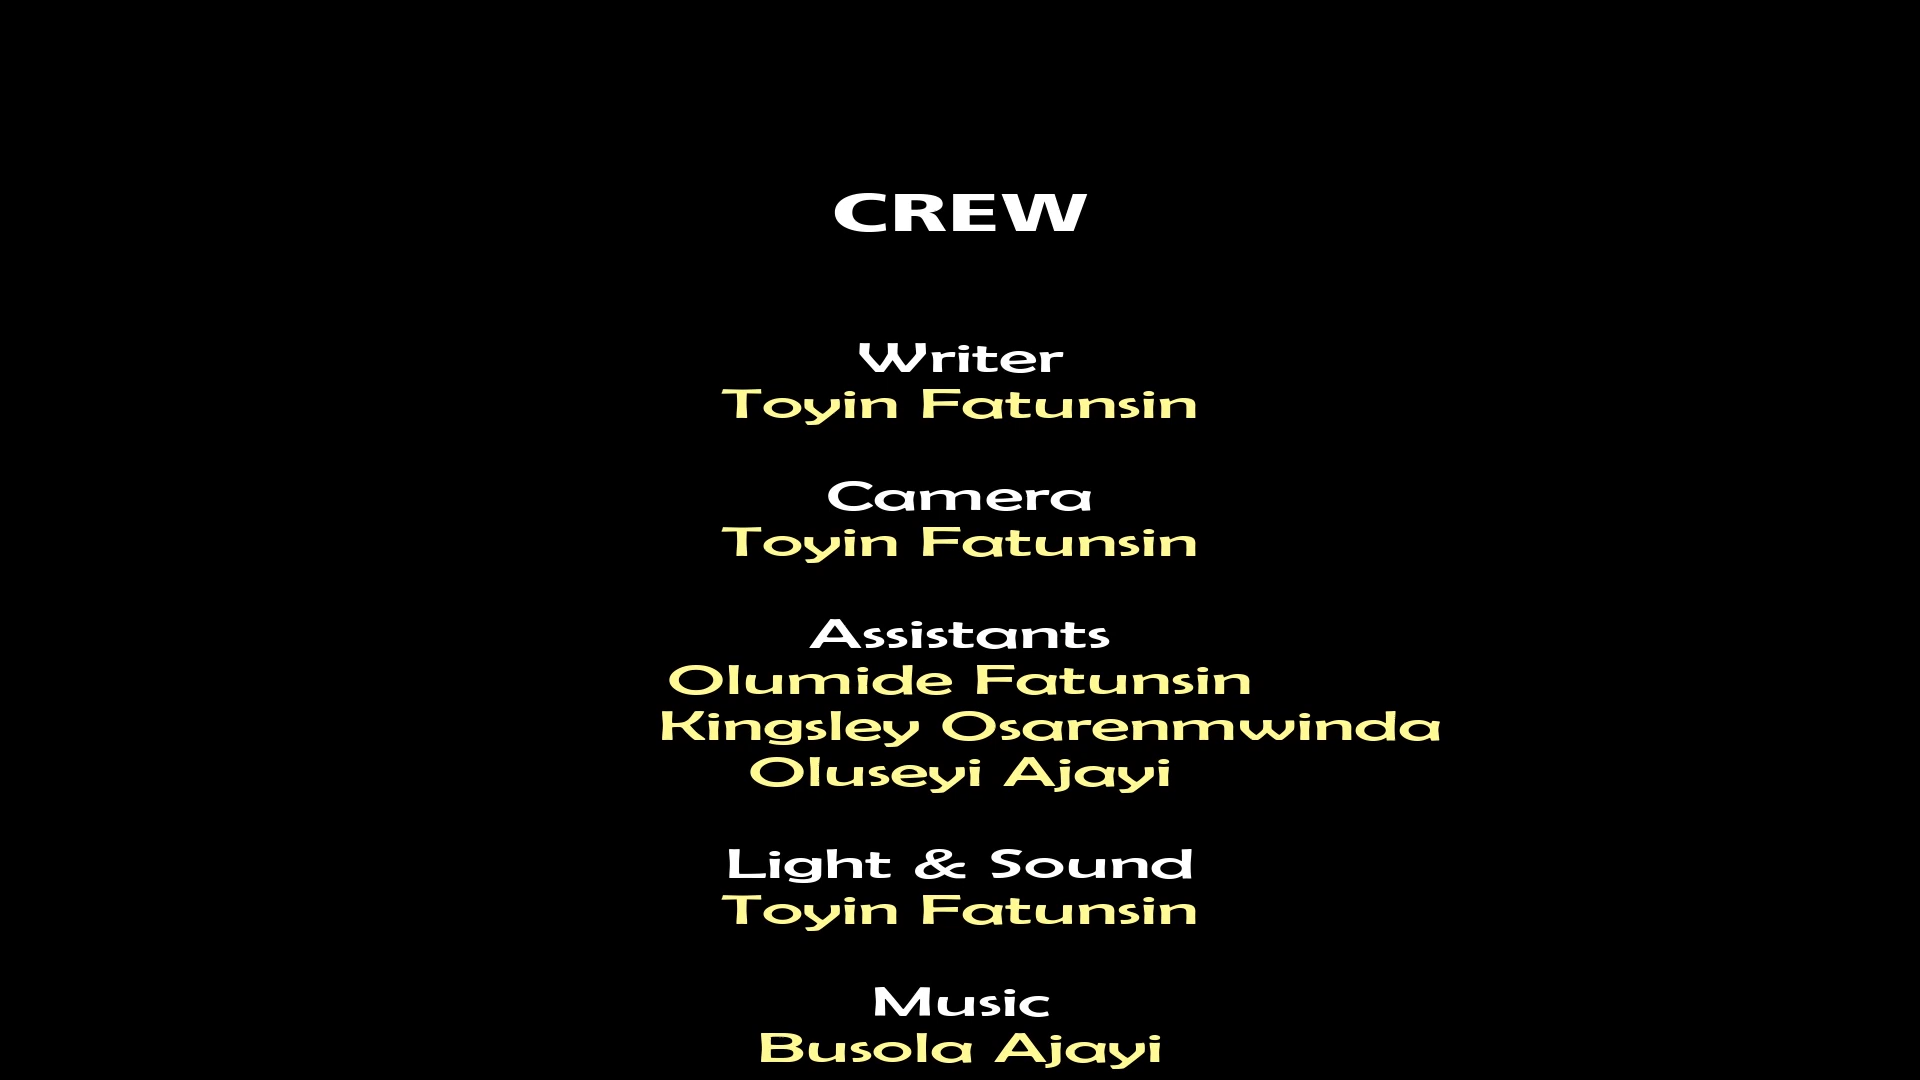 CREW
Writer
Toyin Fatunsin
Camera
Toyin Fatunsin
Assistants
Olumide Fatunsin
Kingsley Osarenmwinda
Oluseyi Ajayi
Light & Sound
Toyin Fatunsin
Music
Busola Ajayi